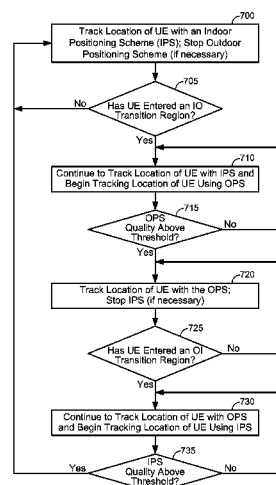 700
Track Location of UE with an Indoor
Positioning Scheme (IPS); Stop Outdoor
Positioning Scheme (if necessary)
705
No
Has UE Entered an IO
Transition Region?
Yes
710
Continue to Track Location of UE with IPS and
Begin Tracking Location of UE Using OPS
715
OPS
Quality Above
Threshold?
No
Yes
720
Track Location of UE with the OPS;
Stop IPS (if necessary)
725
Has UE Entered an OI
Transition Region?
No
Yes
730
Continue to Track Location of UE with OPS
and Begin Tracking Location of UE Using IPS
735
Yes
IPS
Quality Above
Threshold?
No